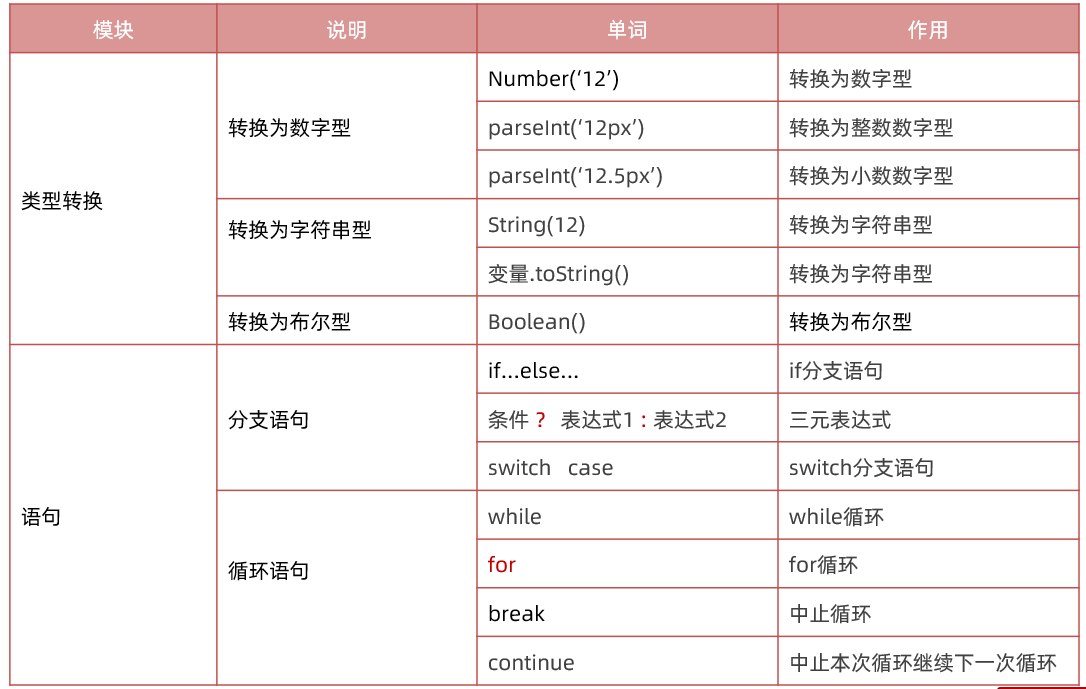 模块 说明 单词 作用
类型转换 转换为数字型 Number(‘12’) 转换为数字型
parseInt(‘12px’) 转换为整数数字型
parseInt(‘12.5px’) 转换为小数数字型
转换为字符串型 String(12) 转换为字符串型
变量.toString() 转换为字符串型
转换为布尔型 Boolean() 转换为布尔型
语句 分支语句 if...else... if分支语句
条件 ? 表达式1 : 表达式2 三元表达式
switch case switch分支语句
循环语句 while while循环
for for循环
break 中止循环
continue 中止本次循环继续下一次循环